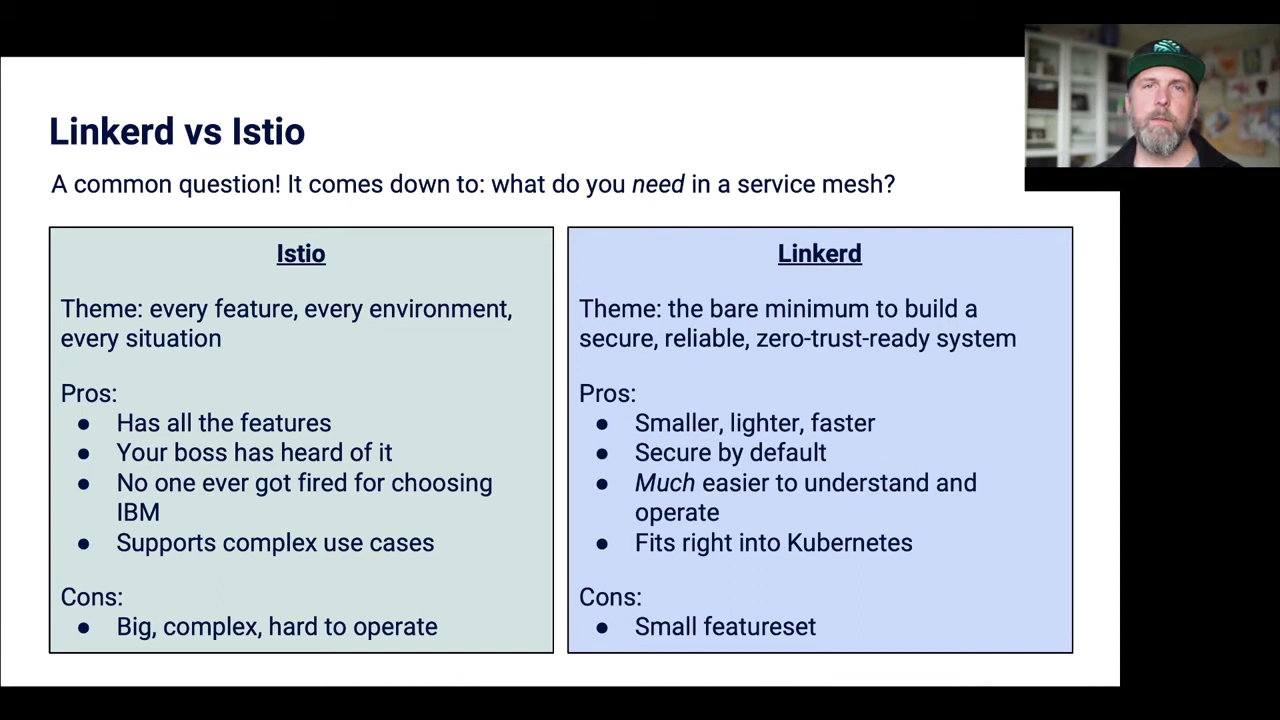 Linkerd vs Istio
A common question! It comes down to: what do you need in a service mesh?
Istio
Theme: every feature, every environment,
every situation
Pros:
● Has all the features
● Your boss has heard of it
● No one ever got fired for choosing
IBM
● Supports complex use cases
Cons:
● Big, complex, hard to operate
Linkerd
Theme: the bare minimum to build a
secure, reliable, zero-trust-ready system
Pros:
● Smaller, lighter, faster
● Secure by default
● Much easier to understand and
operate
● Fits right into Kubernetes
Cons:
● Small featureset